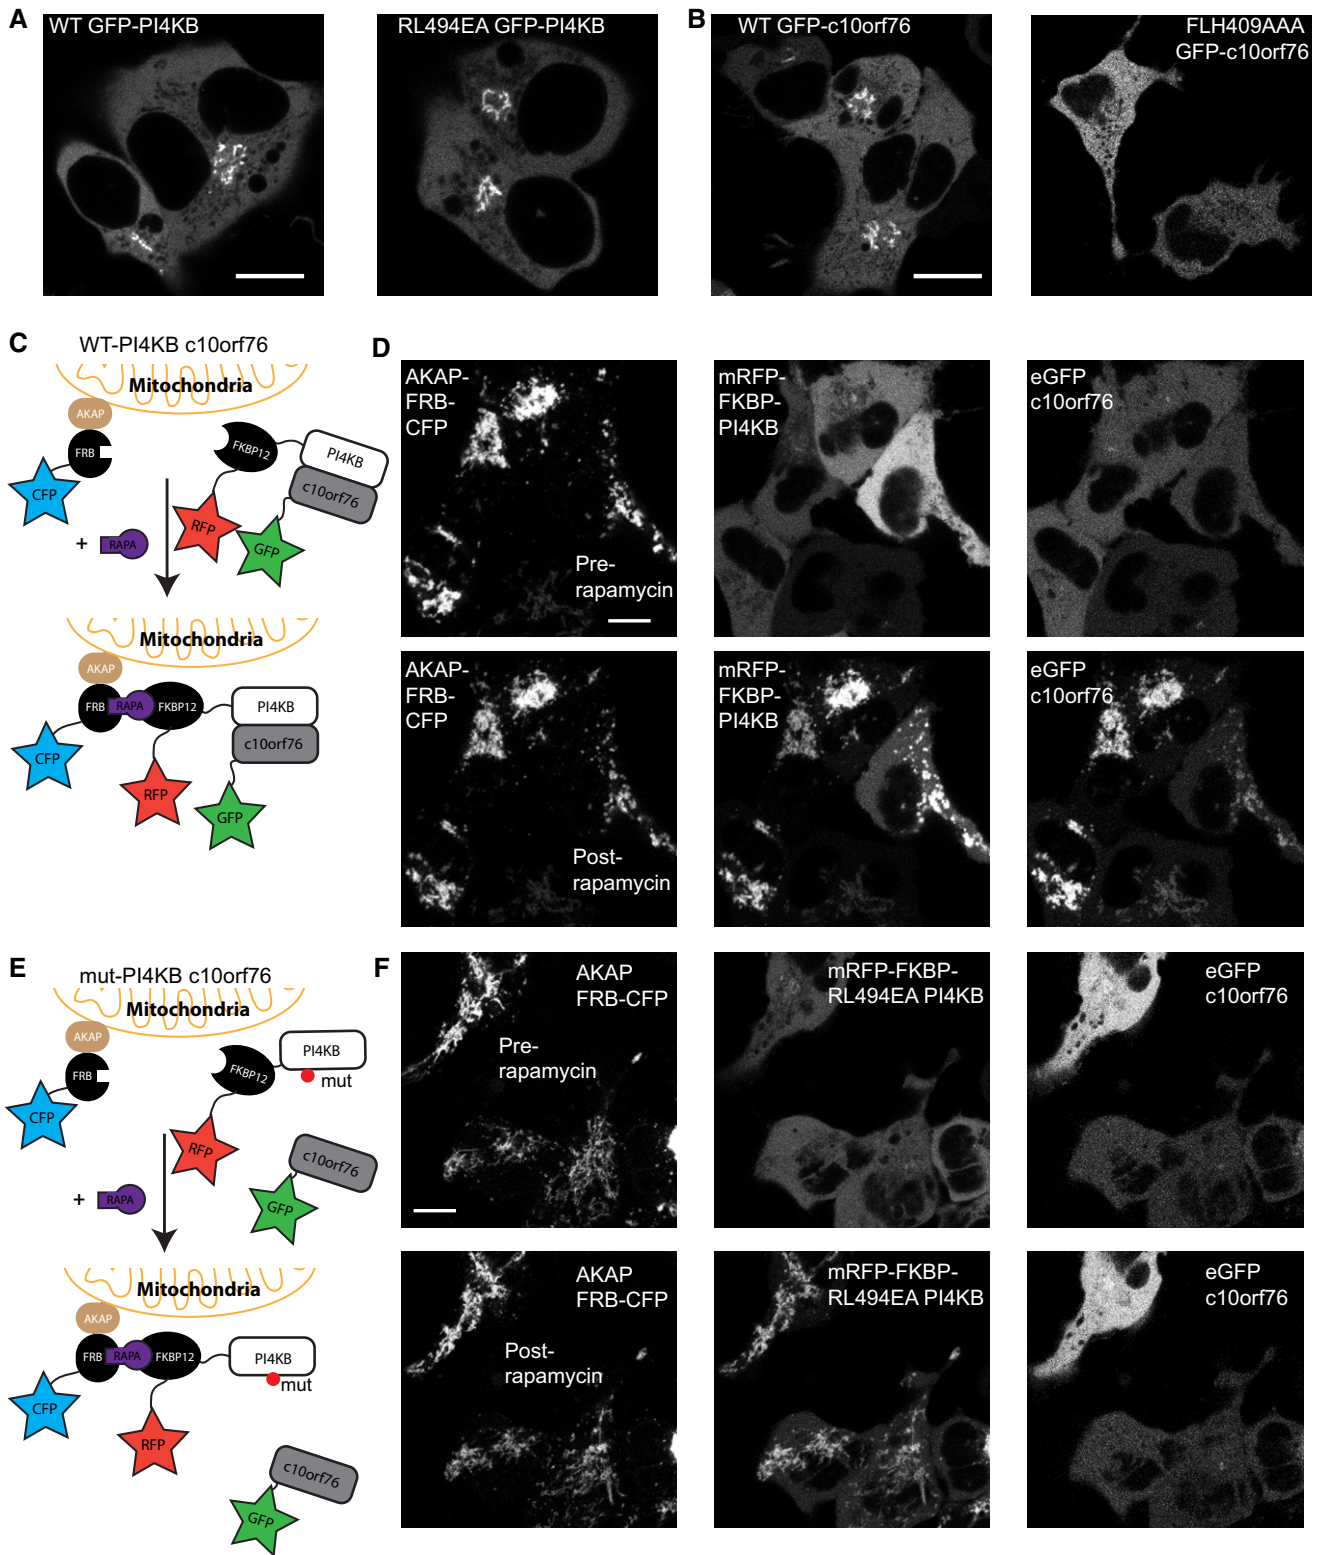 A
WT GFP-PI4KB
RL494EA GFP-PI4KB
B
WT GFP-c10orf76
FLH409AAA
GFP-c10orf76
C
WT-PI4KB c10orf76
Mitochondria
AKAP
FRB
CFP
FKBP12
PI4KB
c10orf76
RFP
GFP
+
RAPA
Mitochondria
AKAP
FRB
RAPA
FKBP12
PI4KB
c10orf76
CFP
RFP
GFP
D
AKAP-
FRB-
CFP
Pre-
rapamycin
mRFP-
FKBP-
PI4KB
eGFP
c10orf76
AKAP-
FRB-
CFP
Post-
rapamycin
mRFP-
FKBP-
PI4KB
eGFP
c10orf76
E
mut-PI4KB c10orf76
Mitochondria
AKAP
FRB
CFP
FKBP12
PI4KB
mut
RFP
c10orf76
GFP
+
RAPA
Mitochondria
AKAP
FRB
RAPA
FKBP12
PI4KB
mut
CFP
RFP
c10orf76
GFP
F
AKAP
FRB-CFP
Pre-
rapamycin
mRFP-FKBP-
RL494EA PI4KB
eGFP
c10orf76
AKAP
FRB-CFP
Post-
rapamycin
mRFP-FKBP-
RL494EA PI4KB
eGFP
c10orf76